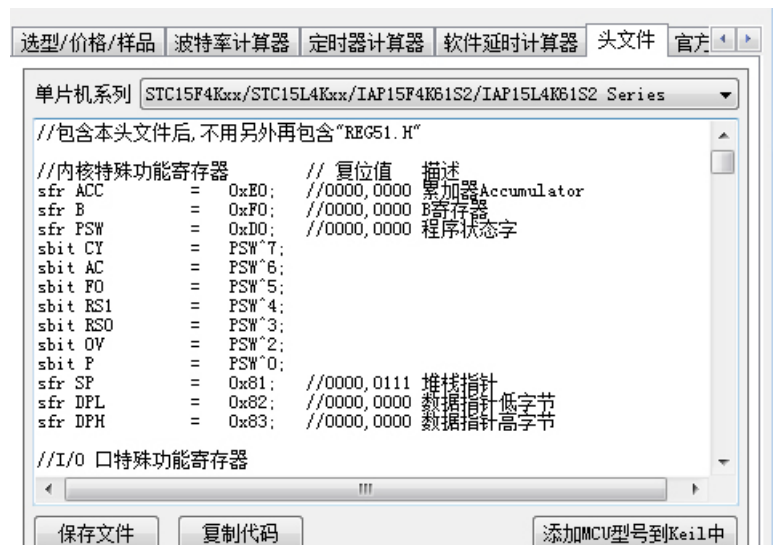 选型/价格/样品 波特率计算器 定时器计算器 软件延时计算器 头文件 官方
单片机系列 STC15F4Kxx/STC15L4Kxx/IAP15F4K61S2/IAP15L4K61S2 Series
//包含本头文件后,不用另外再包含"REG51.H"
//内核特殊功能寄存器 // 复位值 描述
sfr ACC = 0xE0; //0000,0000 累加器Accumulator
sfr B = 0xF0; //0000,0000 B寄存器
sfr PSW = 0xD0; //0000,0000 程序状态字
sbit CY = PSW^7;
sbit AC = PSW^6;
sbit F0 = PSW^5;
sbit RS1 = PSW^4;
sbit RS0 = PSW^3;
sbit OV = PSW^2;
sbit P = PSW^0;
sfr SP = 0x81; //0000,0111 堆栈指针
sfr DPL = 0x82; //0000,0000 数据指针低字节
sfr DPH = 0x83; //0000,0000 数据指针高字节
//I/O 口特殊功能寄存器
保存文件 复制代码 添加MCU型号到Keil中